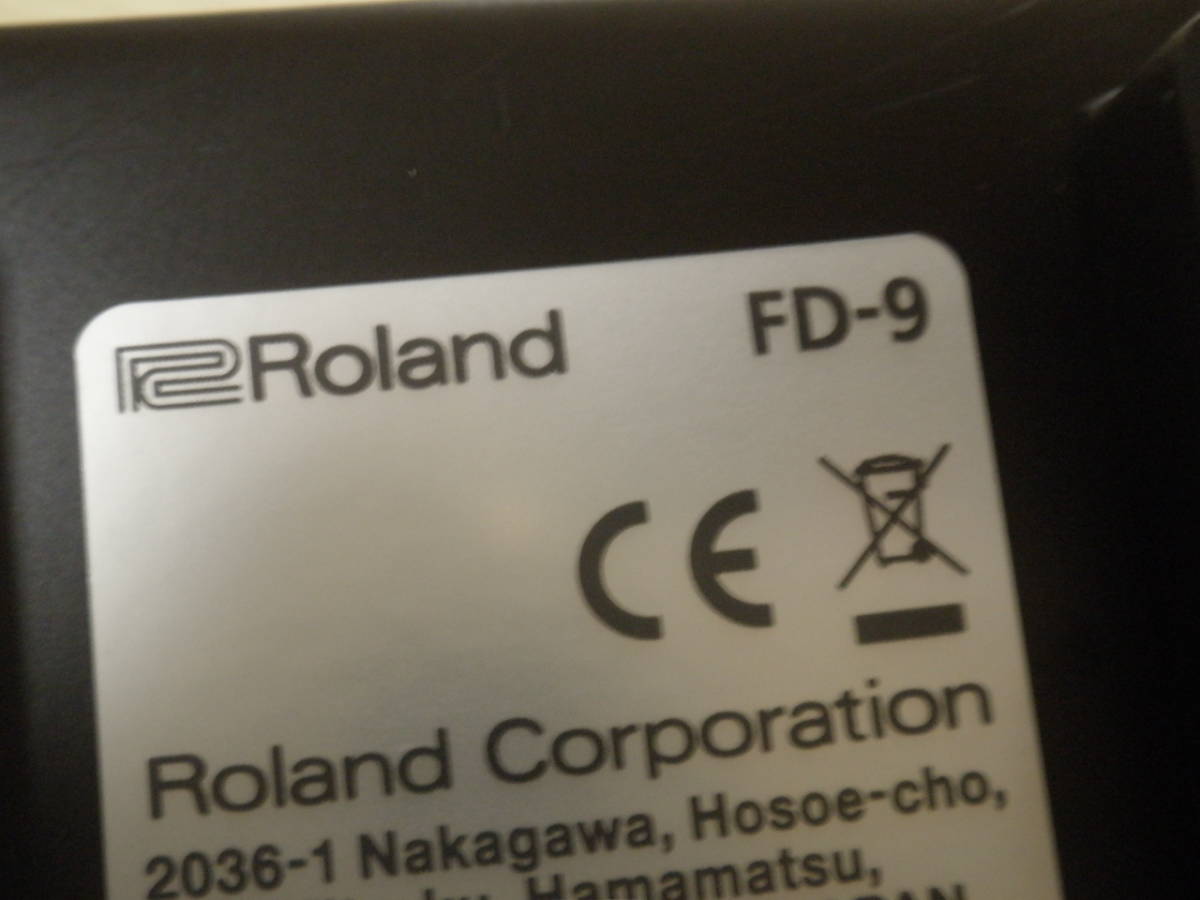 Roland FD-9
CE
Roland Corporation
2036-1 Nakagawa, Hosoe-cho,
Hamamatsu,